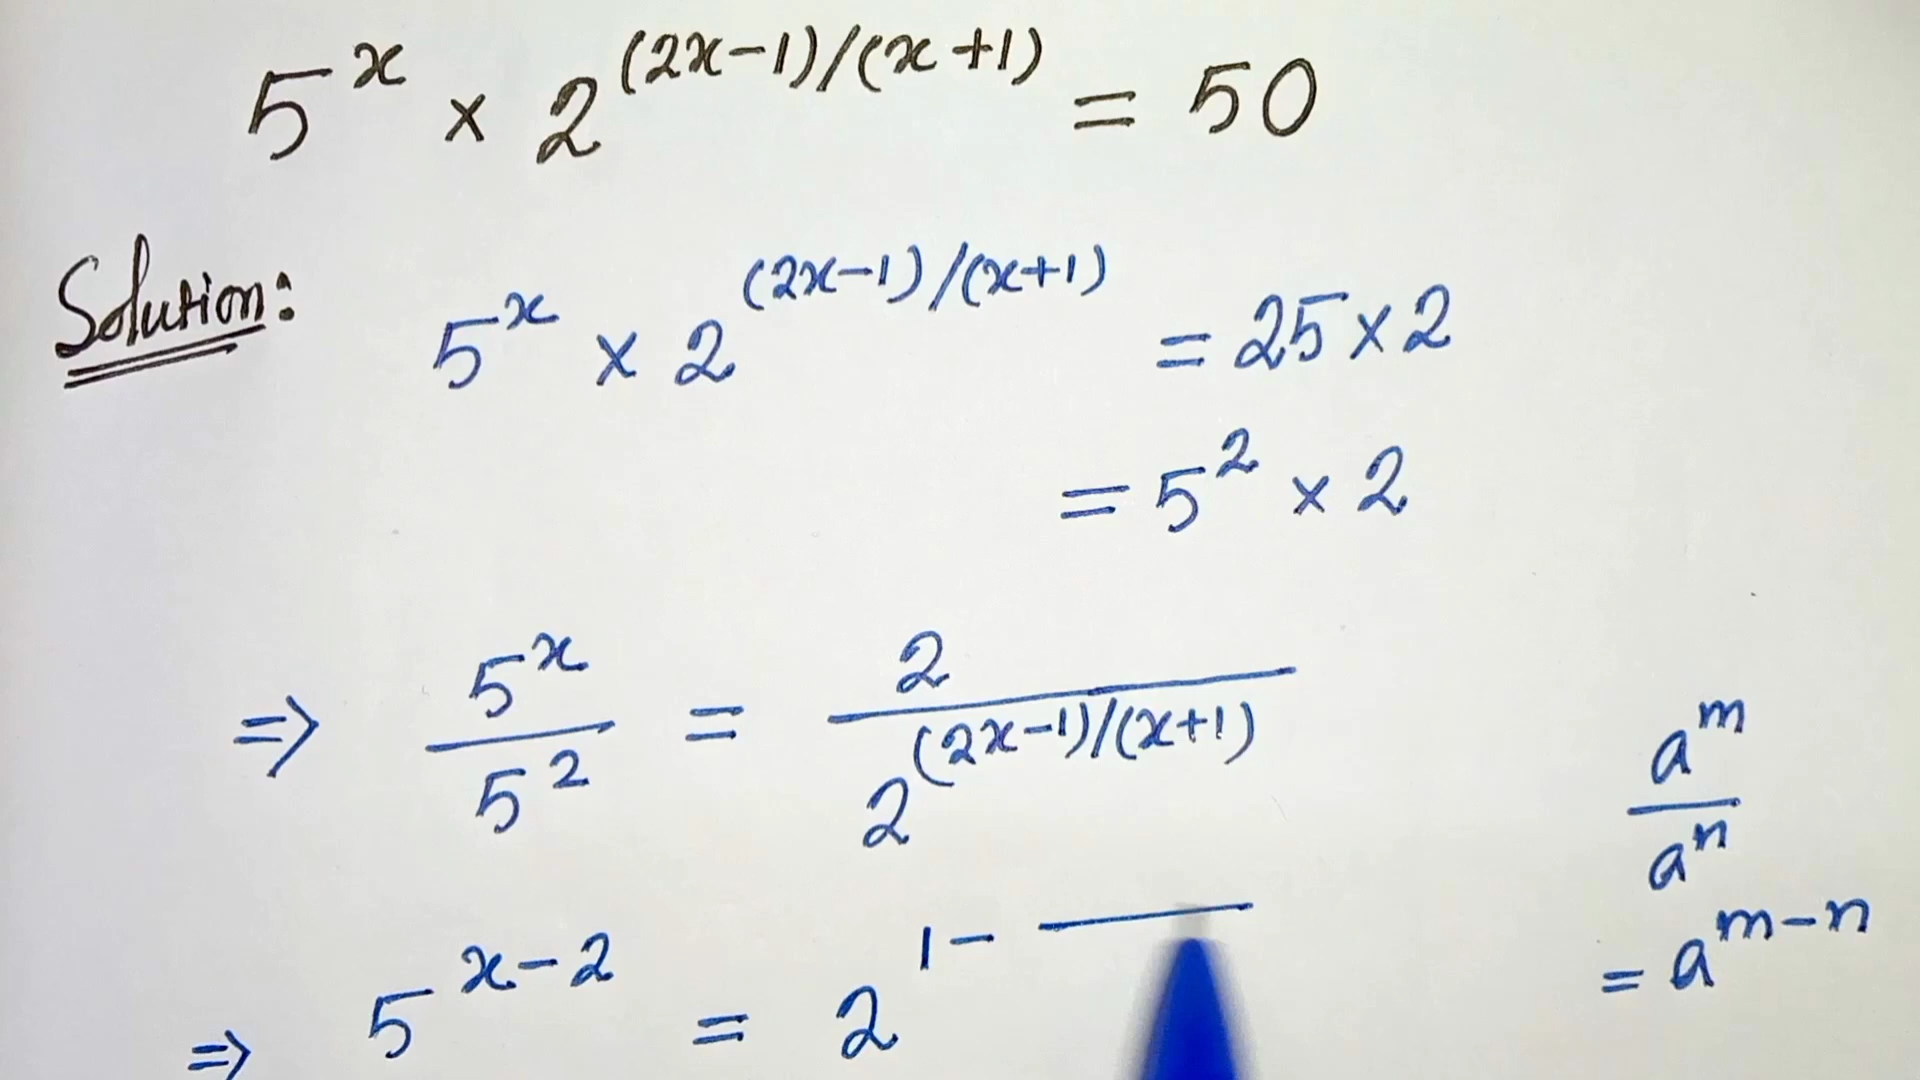 5^x × 2^((2x-1)/(x+1)) = 50
Solution: 5^x × 2^((2x-1)/(x+1)) = 25×2
= 5^2 × 2
⇒ 5^x / 5^2 = 2 / 2^((2x-1)/(x+1))
a^m / a^n
= a^(m-n)
⇒ 5^(x-2) = 2^(1- —)